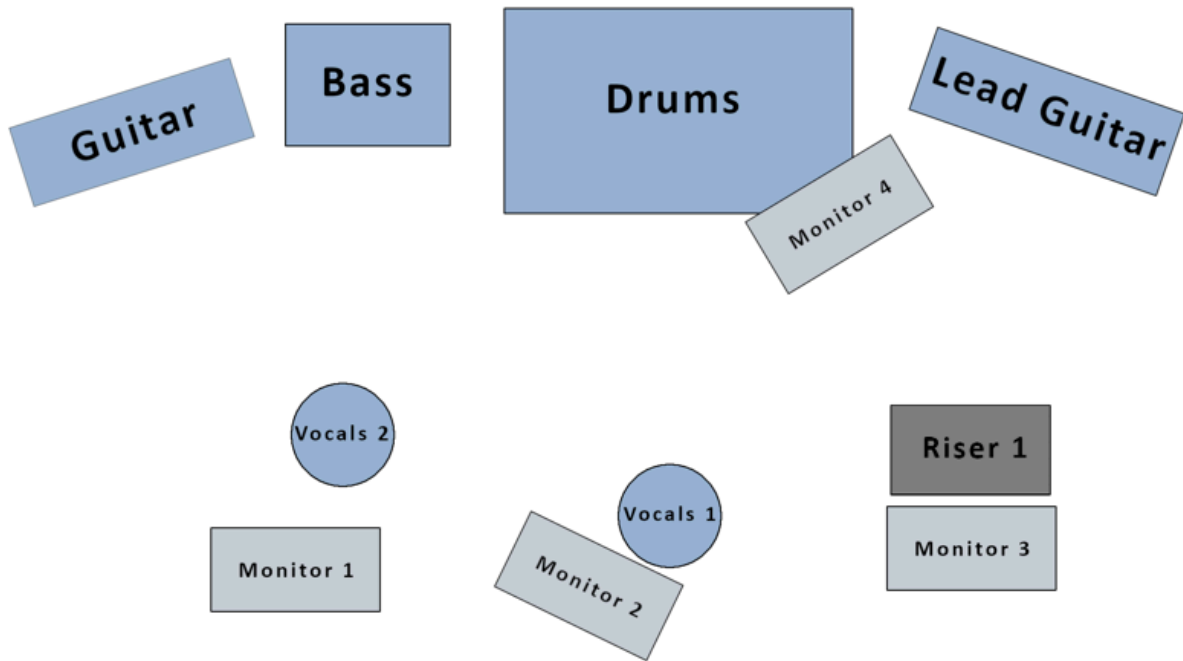 Guitar
Bass
Drums
Lead Guitar
Monitor 4
Vocals 2
Vocals 1
Riser 1
Monitor 1
Monitor 2
Monitor 3